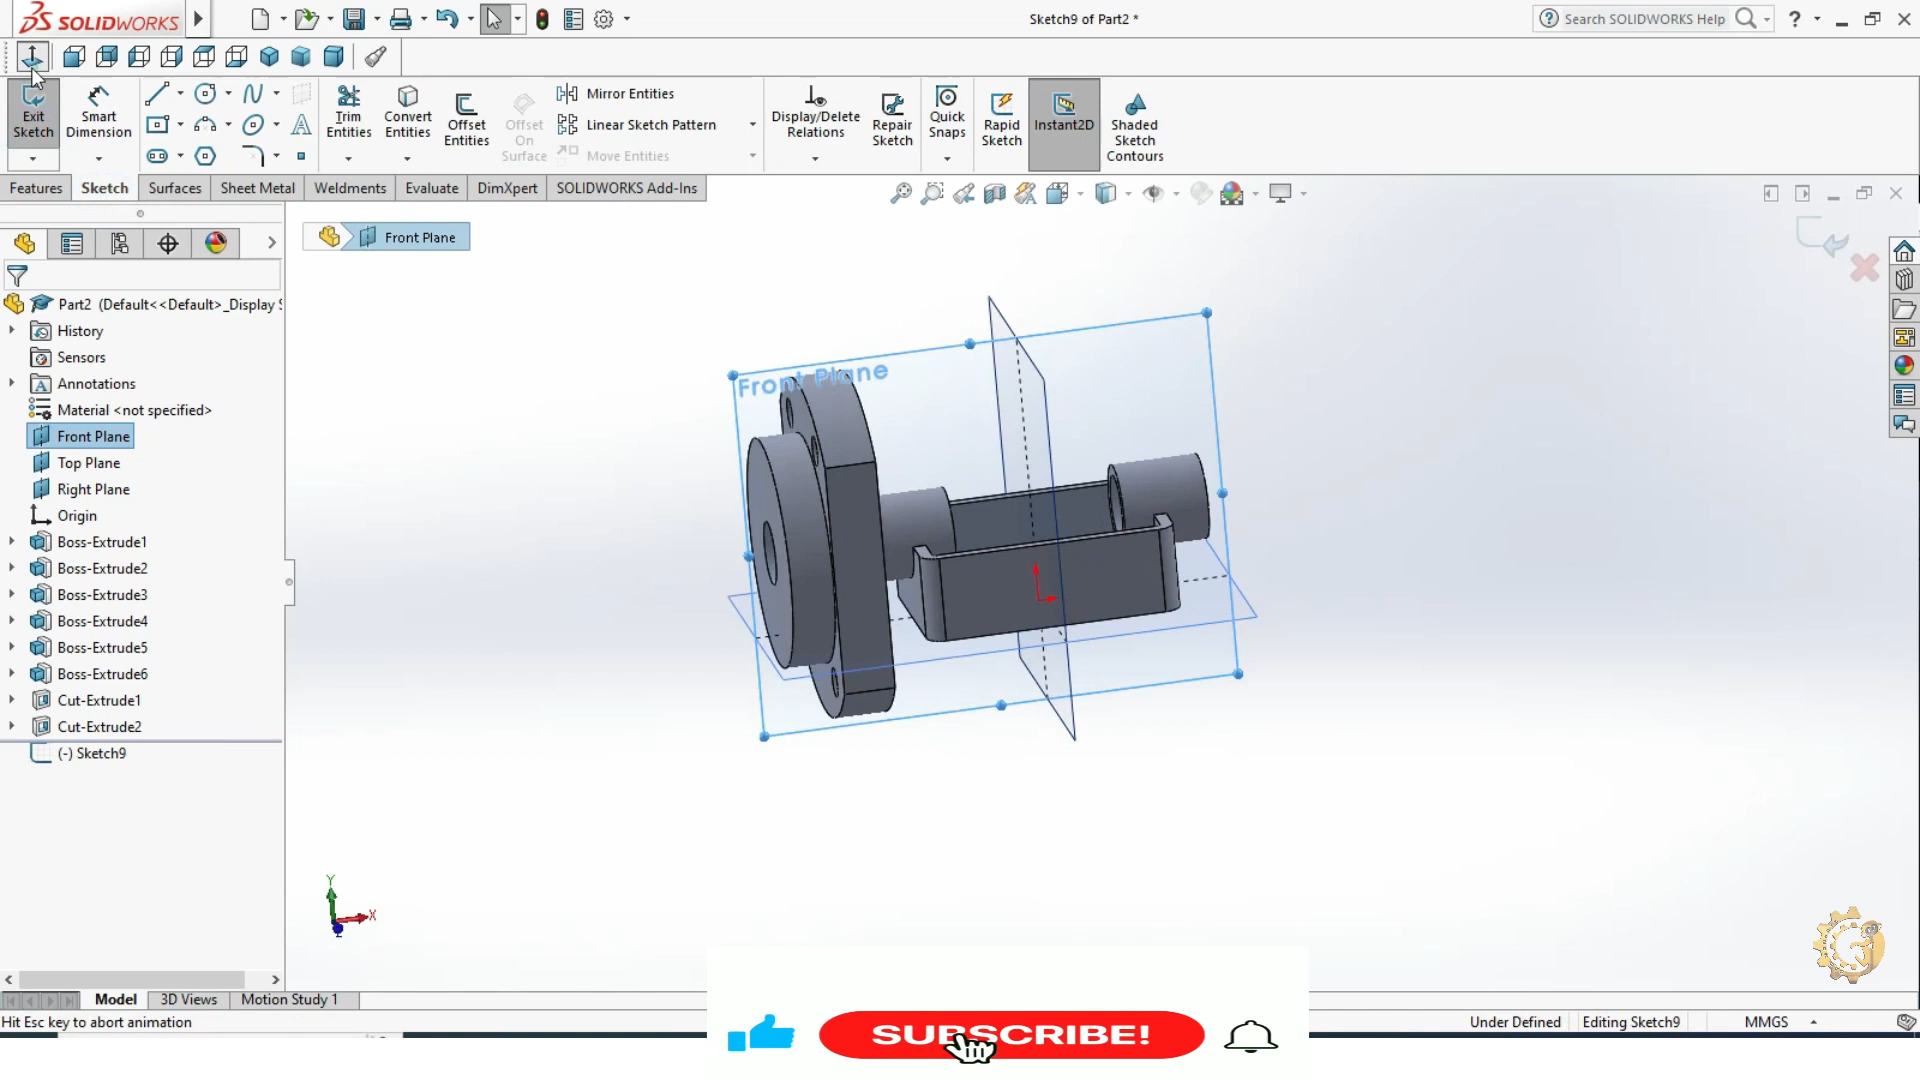 SOLIDWORKS
Sketch9 of Part2 *
Search SOLIDWORKS Help
?
Exit Sketch
Smart Dimension
Trim Entities
Convert Entities
Offset Entities
Offset On Surface
Mirror Entities
Linear Sketch Pattern
Move Entities
Display/Delete Relations
Repair Sketch
Quick Snaps
Rapid Sketch
Instant2D
Shaded Sketch Contours
Features
Sketch
Surfaces
Sheet Metal
Weldments
Evaluate
DimXpert
SOLIDWORKS Add-Ins
Front Plane
Part2 (Default<<Default>_Display S
History
Sensors
Annotations
Material <not specified>
Front Plane
Top Plane
Right Plane
Origin
Boss-Extrude1
Boss-Extrude2
Boss-Extrude3
Boss-Extrude4
Boss-Extrude5
Boss-Extrude6
Cut-Extrude1
Cut-Extrude2
(-) Sketch9
Front Plane
Y
X
Z
Model
3D Views
Motion Study 1
Hit Esc key to abort animation
Under Defined
Editing Sketch9
MMGS
SUBSCRIBE!